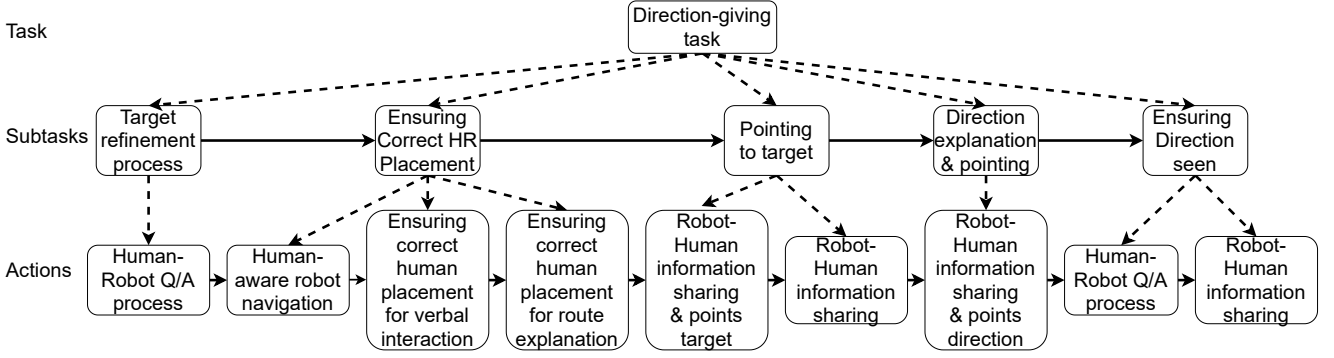 Task
Direction-giving
task
Subtasks
Target
refinement
process
Ensuring
Correct HR
Placement
Pointing
to target
Direction
explanation
& pointing
Ensuring
Direction
seen
Actions
Human-
Robot Q/A
process
Human-
aware robot
navigation
Ensuring
correct
human
placement
for verbal
interaction
Ensuring
correct
human
placement
for route
explanation
Robot-
Human
information
sharing
& points
target
Robot-
Human
information
sharing
Robot-
Human
information
sharing
& points
direction
Human-
Robot Q/A
process
Robot-
Human
information
sharing